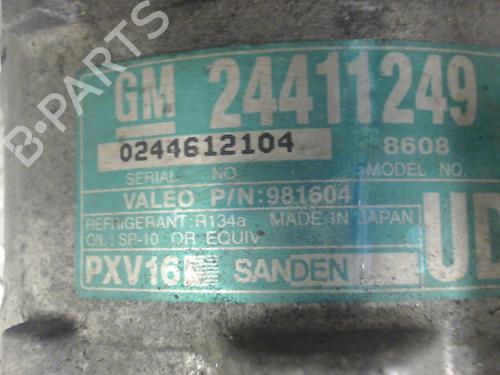 B-PARTS
GM 24411249
0244612104 8608
SERIAL NO MODEL NO.
VALEO P/N:981604
REFRIGERANT:R134a MADE IN JAPAN
OIL: SP-10 OR EQUIV. UD
PXV16 SANDEN